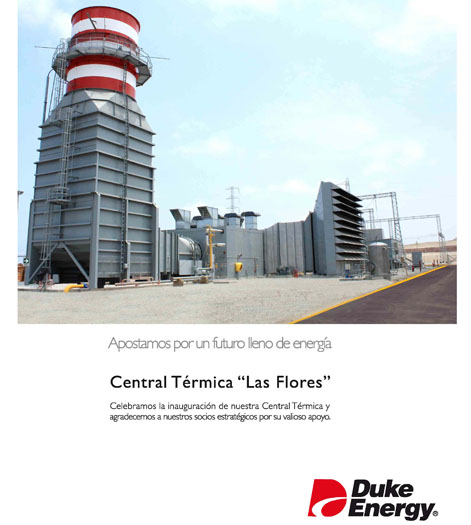 Apostamos por un futuro lleno de energía
Central Térmica “Las Flores”
Celebramos la inauguración de nuestra Central Térmica y
agradecemos a nuestros socios estratégicos por su valioso apoyo.
Duke
Energy®